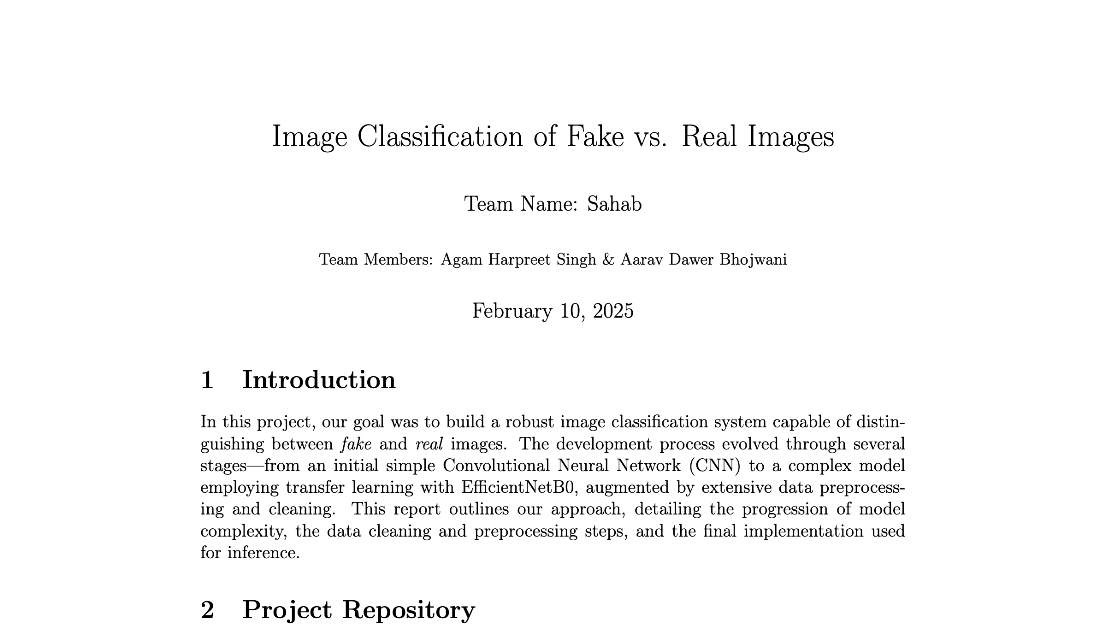 Image Classification of Fake vs. Real Images
Team Name: Sahab
Team Members: Agam Harpreet Singh & Aarav Dawer Bhojwani
February 10, 2025
1 Introduction
In this project, our goal was to build a robust image classification system capable of distin-
guishing between fake and real images. The development process evolved through several
stages—from an initial simple Convolutional Neural Network (CNN) to a complex model
employing transfer learning with EfficientNetB0, augmented by extensive data preprocess-
ing and cleaning. This report outlines our approach, detailing the progression of model
complexity, the data cleaning and preprocessing steps, and the final implementation used
for inference.
2 Project Repository